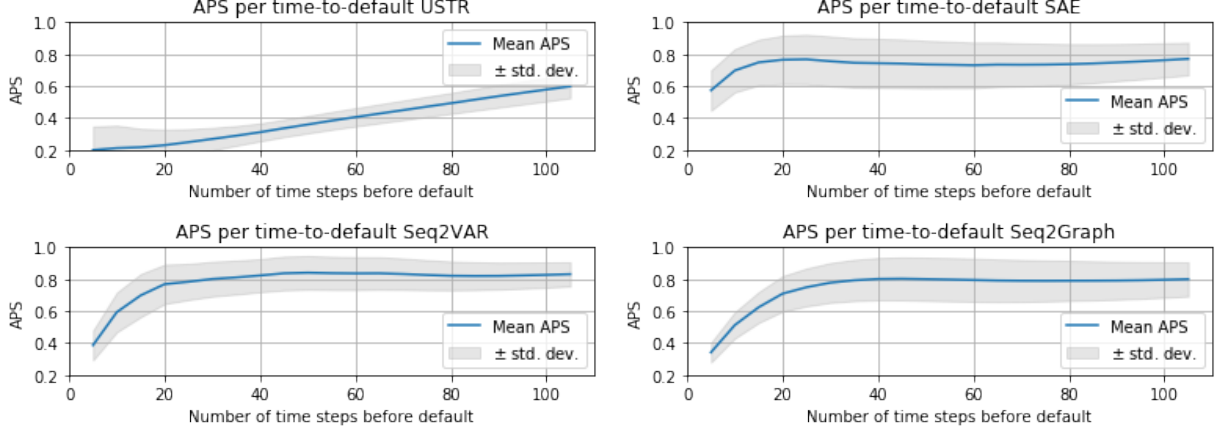 APS per time-to-default USTR
1.0
0.8
0.6
0.4
0.2
APS
Mean APS
± std. dev.
0 20 40 60 80 100
Number of time steps before default
APS per time-to-default SAE
1.0
0.8
0.6
0.4
0.2
APS
Mean APS
± std. dev.
0 20 40 60 80 100
Number of time steps before default
APS per time-to-default Seq2VAR
1.0
0.8
0.6
0.4
0.2
APS
Mean APS
± std. dev.
0 20 40 60 80 100
Number of time steps before default
APS per time-to-default Seq2Graph
1.0
0.8
0.6
0.4
0.2
APS
Mean APS
± std. dev.
0 20 40 60 80 100
Number of time steps before default